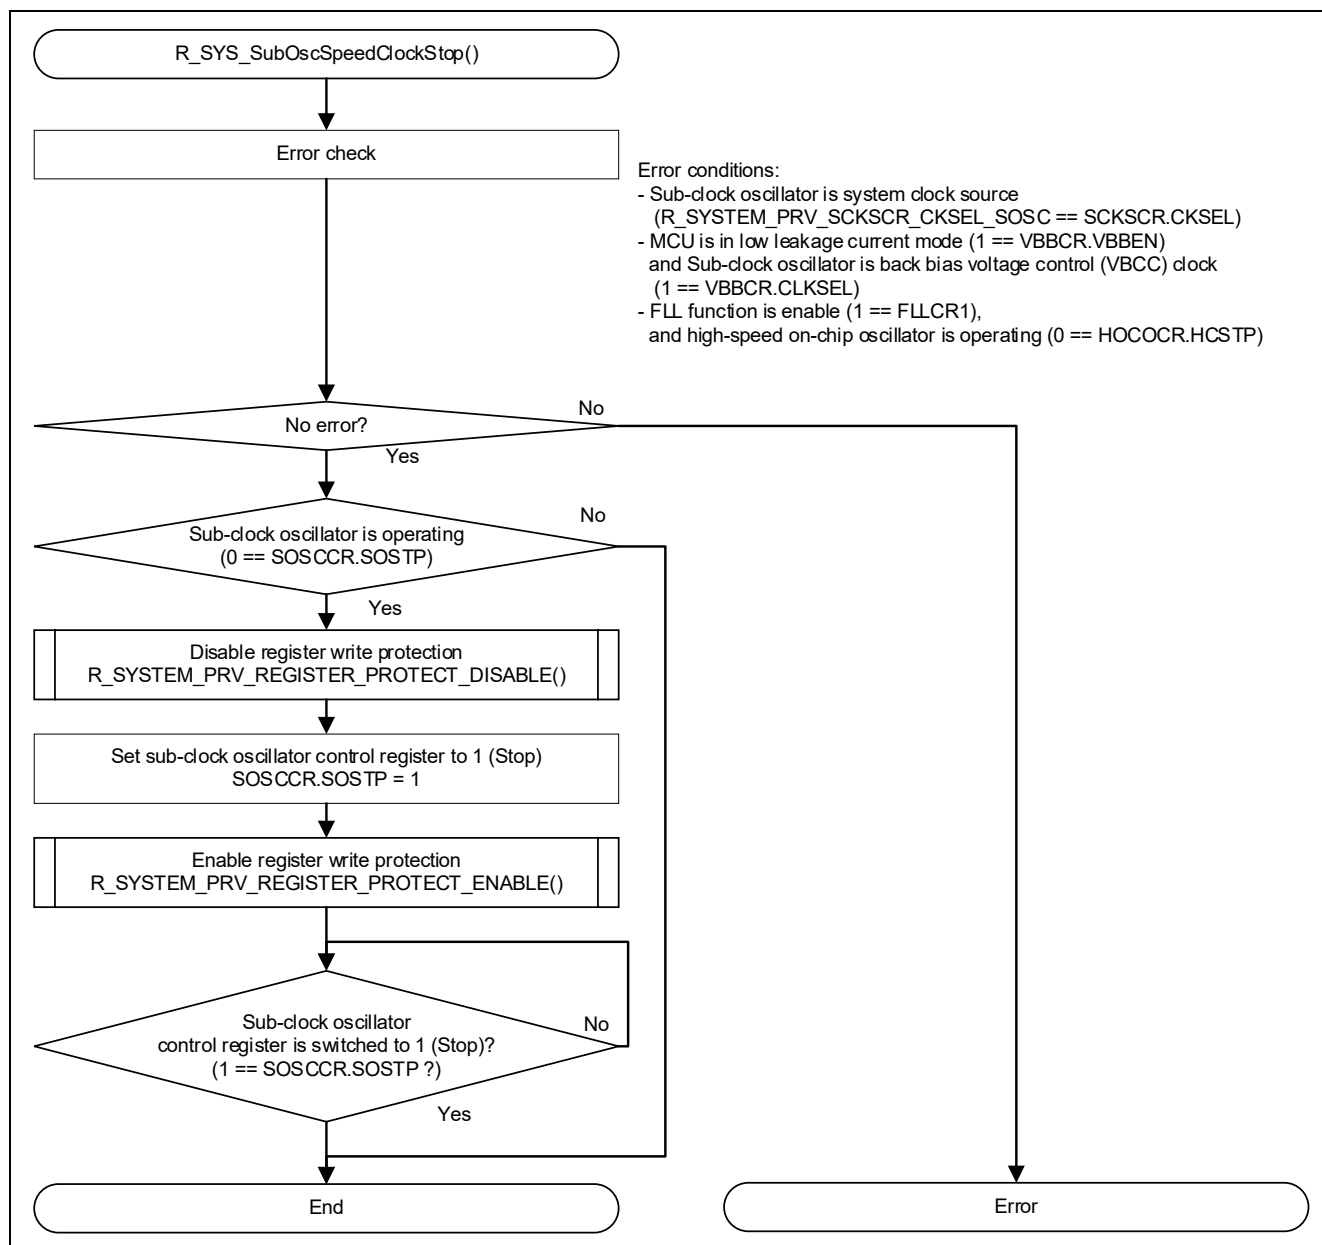 R_SYS_SubOscSpeedClockStop()
Error check
Error conditions:
- Sub-clock oscillator is system clock source
(R_SYSTEM_PRV_SCKSCR_CKSEL_SOSC == SCKSCR.CKSEL)
- MCU is in low leakage current mode (1 == VBBCR.VBBEN)
and Sub-clock oscillator is back bias voltage control (VBCC) clock
(1 == VBBCR.CLKSEL)
- FLL function is enable (1 == FLLCR1),
and high-speed on-chip oscillator is operating (0 == HOCOCR.HCSTP)
No error?
No
Yes
Sub-clock oscillator is operating
(0 == SOSCCR.SOSTP)
No
Yes
Disable register write protection
R_SYSTEM_PRV_REGISTER_PROTECT_DISABLE()
Set sub-clock oscillator control register to 1 (Stop)
SOSCCR.SOSTP = 1
Enable register write protection
R_SYSTEM_PRV_REGISTER_PROTECT_ENABLE()
Sub-clock oscillator
control register is switched to 1 (Stop)?
(1 == SOSCCR.SOSTP ?)
No
Yes
End
Error